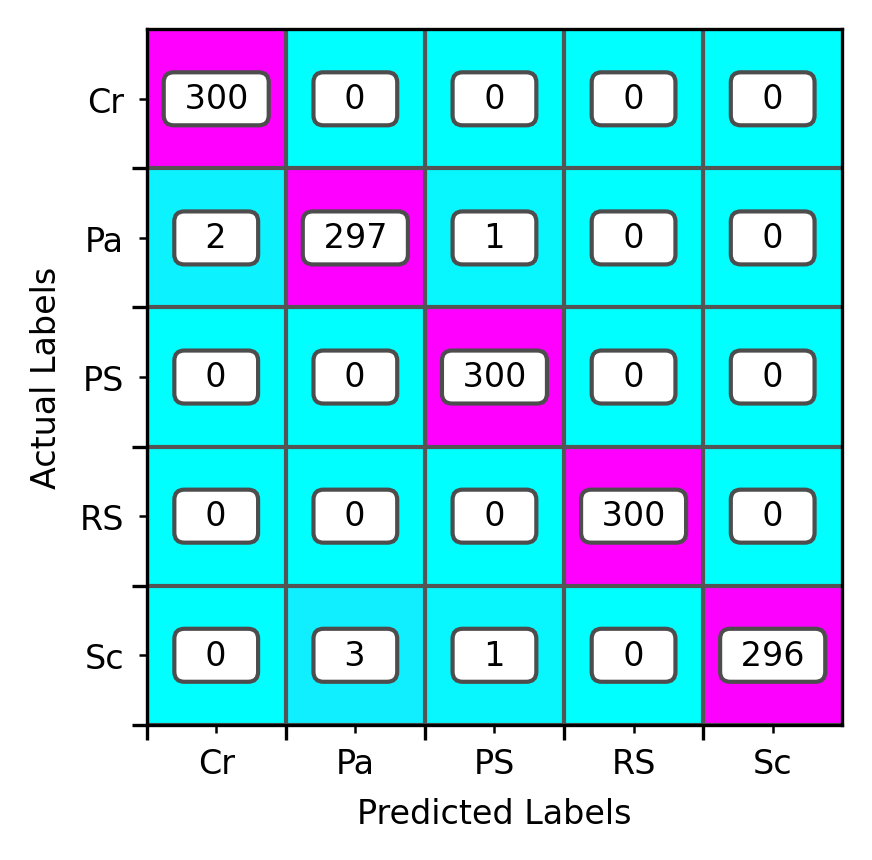 Cr 300 0 0 0 0
Pa 2 297 1 0 0
PS 0 0 300 0 0
RS 0 0 0 300 0
Sc 0 3 1 0 296
Cr Pa PS RS Sc
Predicted Labels
Actual Labels